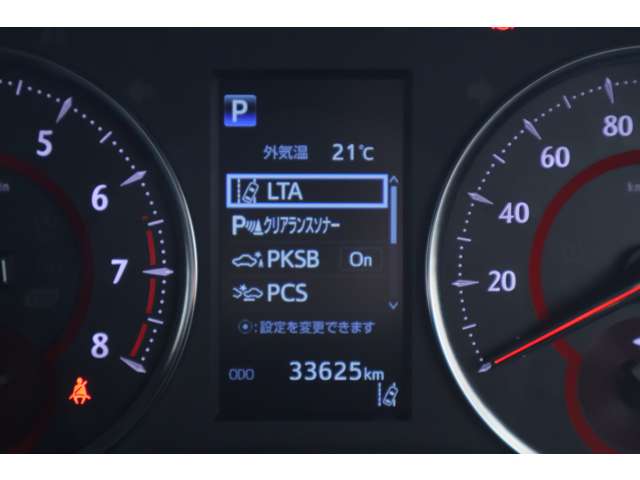 P
外気温 21℃
LTA
P クリアランスソナー
PKSB On
PCS
:設定を変更できます
ODO 33625km
5
6
7
8
80
60
40
20